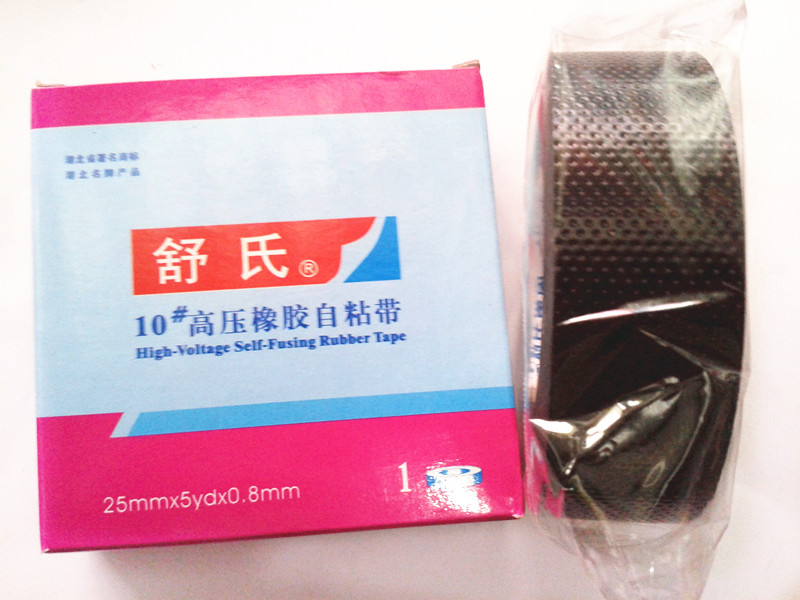 湖北省著名商标
湖北名牌产品
舒氏®
10#高压橡胶自粘带
High-Voltage Self-Fusing Rubber Tape
25mmx5ydx0.8mm
1